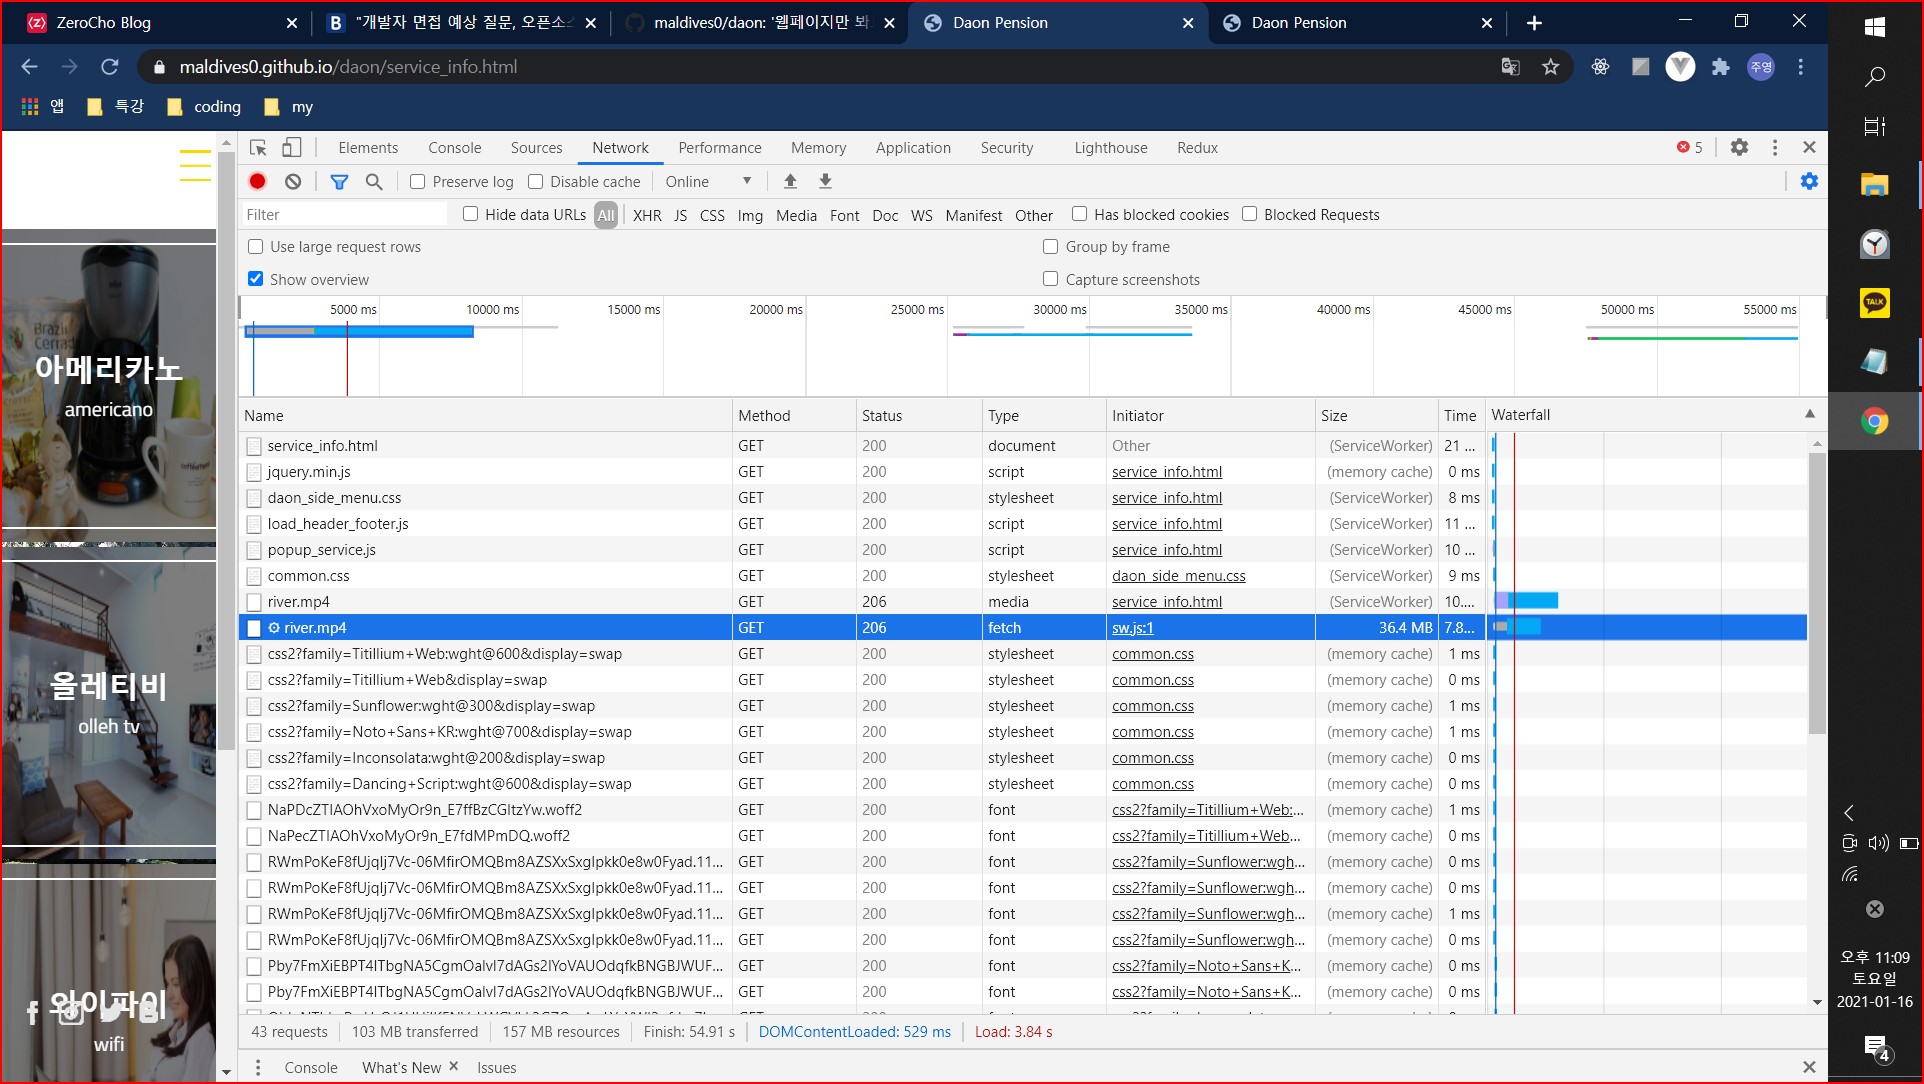 ZeroCho Blog
"개발자 면접 예상 질문, 오픈소스
maldives0/daon: '웹페이지만 봐
Daon Pension
Daon Pension
maldives0.github.io/daon/service_info.html
주영
앱 특강 coding my
Elements Console Sources Network Performance Memory Application Security Lighthouse Redux 5
Preserve log Disable cache Online
Filter Hide data URLs All XHR JS CSS Img Media Font Doc WS Manifest Other Has blocked cookies Blocked Requests
Use large request rows Group by frame
Show overview Capture screenshots
5000 ms 10000 ms 15000 ms 20000 ms 25000 ms 30000 ms 35000 ms 40000 ms 45000 ms 50000 ms 55000 ms
Name Method Status Type Initiator Size Time Waterfall
service_info.html GET 200 document Other (ServiceWorker) 21 ...
jquery.min.js GET 200 script service_info.html (memory cache) 0 ms
daon_side_menu.css GET 200 stylesheet service_info.html (ServiceWorker) 8 ms
load_header_footer.js GET 200 script service_info.html (ServiceWorker) 11 ...
popup_service.js GET 200 script service_info.html (ServiceWorker) 10 ...
common.css GET 200 stylesheet daon_side_menu.css (ServiceWorker) 9 ms
river.mp4 GET 206 media service_info.html (ServiceWorker) 10....
river.mp4 GET 206 fetch sw.js:1 36.4 MB 7.8...
css2?family=Titillium+Web:wght@600&display=swap GET 200 stylesheet common.css (memory cache) 1 ms
css2?family=Titillium+Web&display=swap GET 200 stylesheet common.css (memory cache) 0 ms
css2?family=Sunflower:wght@300&display=swap GET 200 stylesheet common.css (memory cache) 1 ms
css2?family=Noto+Sans+KR:wght@700&display=swap GET 200 stylesheet common.css (memory cache) 1 ms
css2?family=Inconsolata:wght@200&display=swap GET 200 stylesheet common.css (memory cache) 0 ms
css2?family=Dancing+Script:wght@600&display=swap GET 200 stylesheet common.css (memory cache) 0 ms
NaPDcZTIAOhVxoMyOr9n_E7ffBzCGItzYw.woff2 GET 200 font css2?family=Titillium+Web:... (memory cache) 1 ms
NaPecZTIAOhVxoMyOr9n_E7fdMPmDQ.woff2 GET 200 font css2?family=Titillium+Web... (memory cache) 0 ms
RWmPoKeF8fUjqIj7Vc-06MfirOMQBm8AZSXxSxgIpkk0e8w0Fyad.11... GET 200 font css2?family=Sunflower:wgh... (memory cache) 0 ms
RWmPoKeF8fUjqIj7Vc-06MfirOMQBm8AZSXxSxgIpkk0e8w0Fyad.11... GET 200 font css2?family=Sunflower:wgh... (memory cache) 0 ms
RWmPoKeF8fUjqIj7Vc-06MfirOMQBm8AZSXxSxgIpkk0e8w0Fyad.11... GET 200 font css2?family=Sunflower:wgh... (memory cache) 1 ms
RWmPoKeF8fUjqIj7Vc-06MfirOMQBm8AZSXxSxgIpkk0e8w0Fyad.11... GET 200 font css2?family=Sunflower:wgh... (memory cache) 0 ms
Pby7FmXiEBPT4ITbgNA5CgmOaIvI7dAGs2IYoVAUOdqfkBNGBJWUF... GET 200 font css2?family=Noto+Sans+K... (memory cache) 0 ms
Pby7FmXiEBPT4ITbgNA5CgmOaIvI7dAGs2IYoVAUOdqfkBNGBJWUF... GET 200 font css2?family=Noto+Sans+K... (memory cache) 0 ms
43 requests 103 MB transferred 157 MB resources Finish: 54.91 s DOMContentLoaded: 529 ms Load: 3.84 s
Console What's New Issues
아메리카노
americano
올레티비
olleh tv
와이파이
wifi
TALK
오후 11:09
토요일
2021-01-16
4